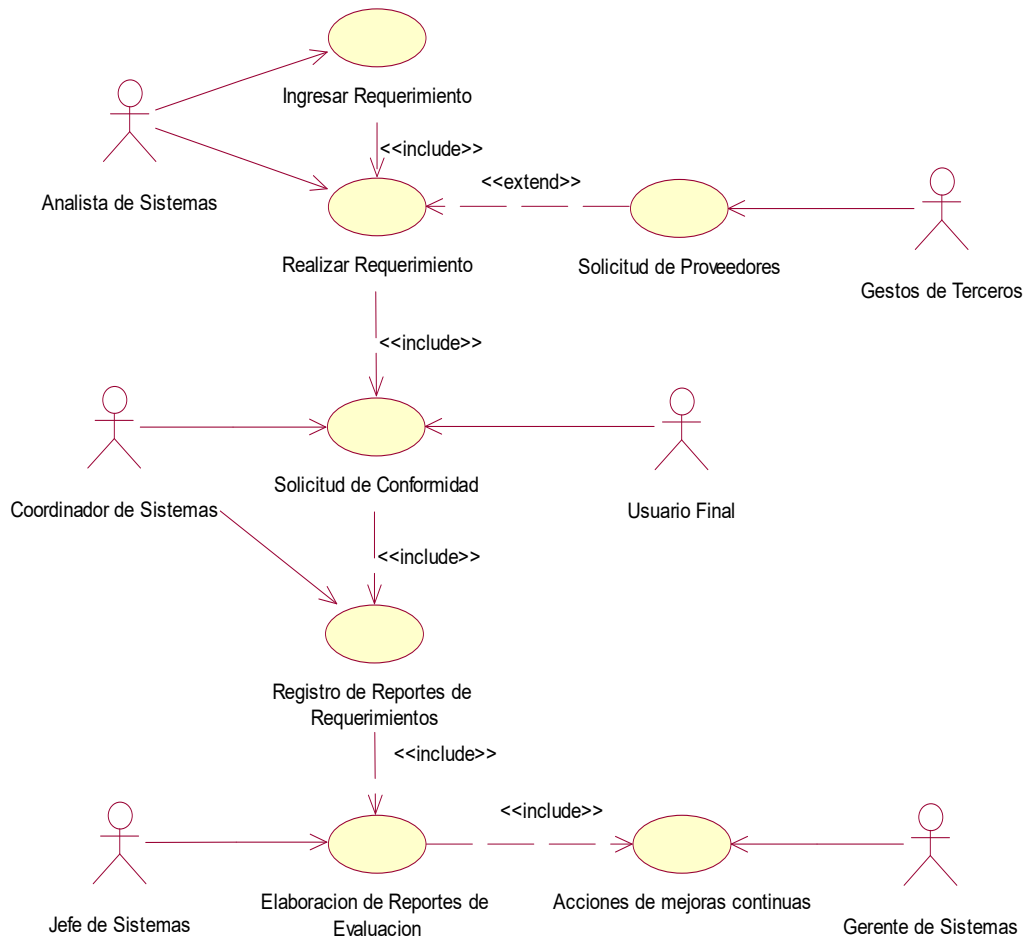 Ingresar Requerimiento
<<include>>
Analista de Sistemas
<<extend>>
Realizar Requerimiento
Solicitud de Proveedores
Gestos de Terceros
<<include>>
Solicitud de Conformidad
Coordinador de Sistemas
Usuario Final
<<include>>
Registro de Reportes de
Requerimientos
<<include>>
<<include>>
Jefe de Sistemas
Elaboracion de Reportes de
Evaluacion
Acciones de mejoras continuas
Gerente de Sistemas